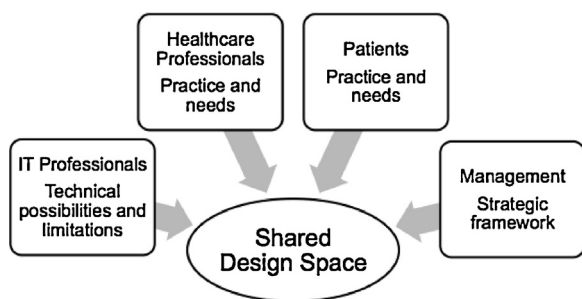 Healthcare
Professionals
Practice and
needs
Patients
Practice and
needs
IT Professionals
Technical
possibilities and
limitations
Management
Strategic
framework
Shared
Design Space